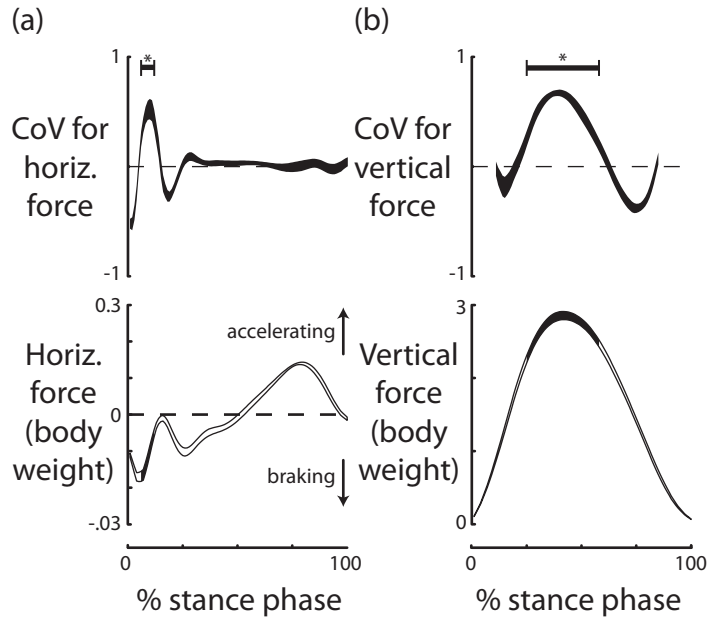 (a)
1
*
CoV for
horiz.
force
-1
0.3
accelerating
Horiz.
force
(body
weight)
0
braking
-.03
0
100
% stance phase
(b)
1
*
CoV for
vertical
force
-1
3
Vertical
force
(body
weight)
0
0
100
% stance phase